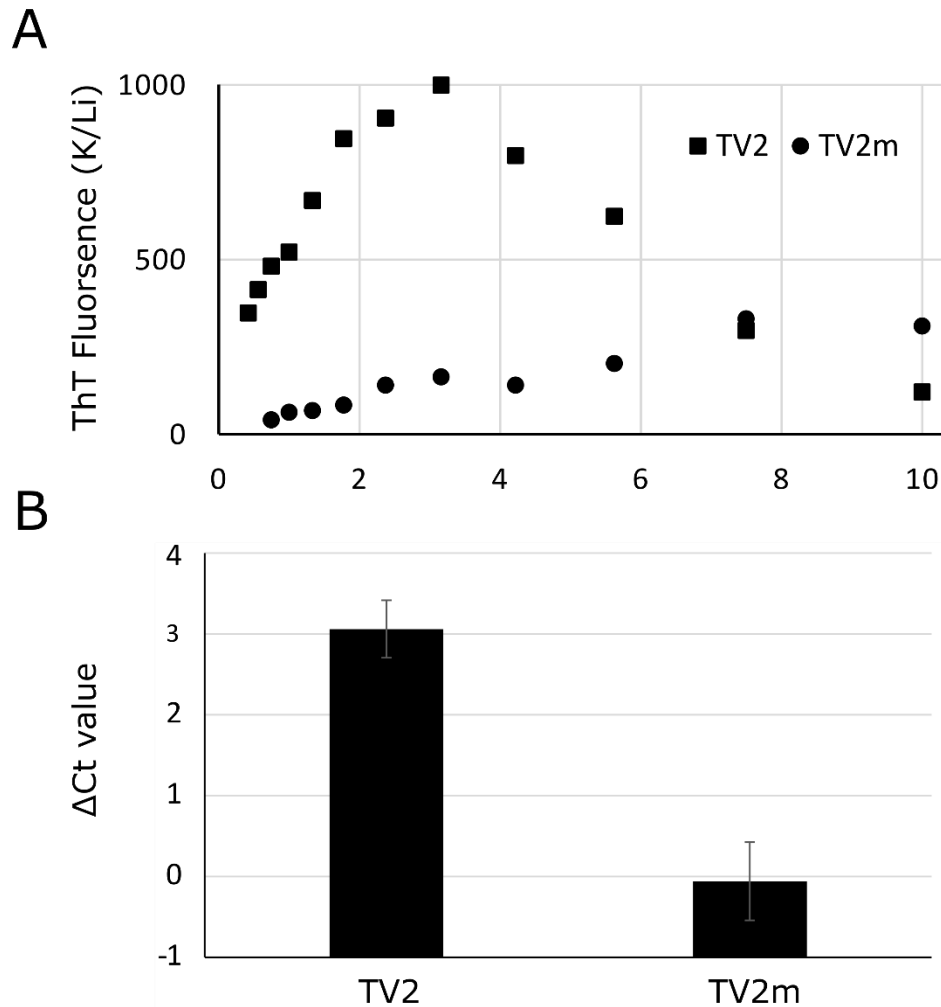 A
ThT Fluorsence (K/Li)
1000
500
0
TV2
TV2m
0 2 4 6 8 10
B
ΔCt value
4
3
2
1
0
-1
TV2 TV2m